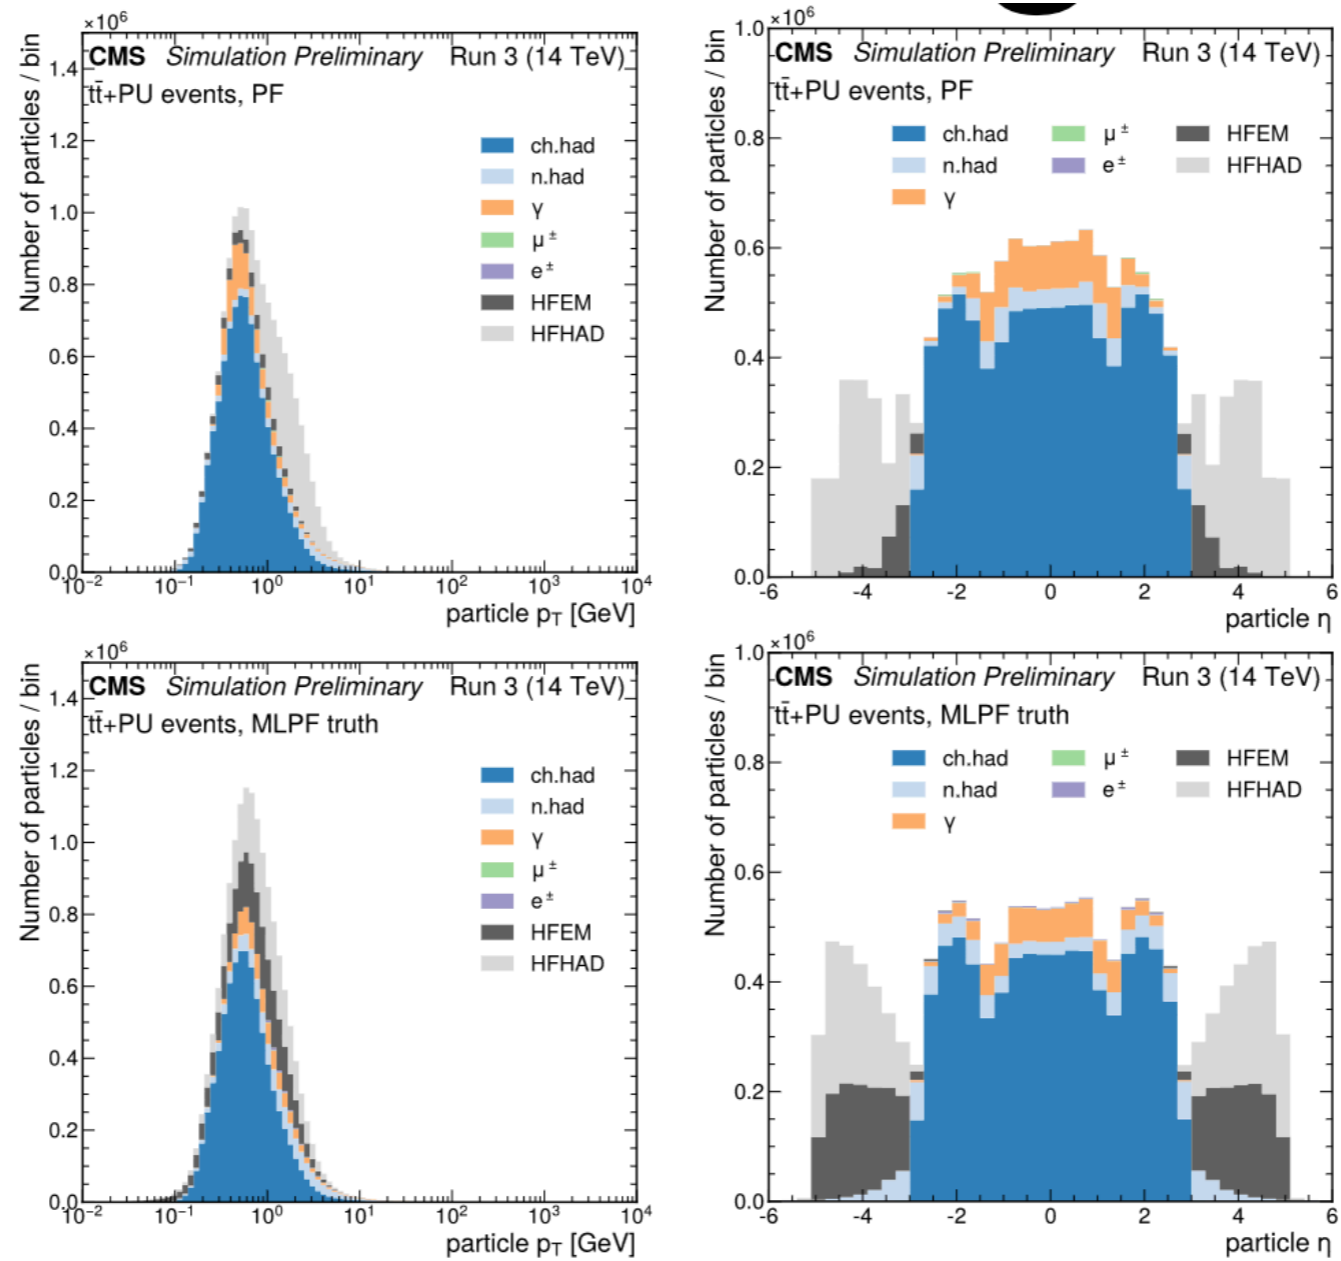 ×10⁶
CMS Simulation Preliminary Run 3 (14 TeV)
tt̄+PU events, PF
ch.had
n.had
γ
μ±
e±
HFEM
HFHAD
Number of particles / bin
1.4
1.2
1.0
0.8
0.6
0.4
0.2
0.0
10⁻² 10⁻¹ 10⁰ 10¹ 10² 10³ 10⁴
particle pT [GeV]
×10⁶
CMS Simulation Preliminary Run 3 (14 TeV)
tt̄+PU events, PF
ch.had μ± HFEM
n.had e± HFHAD
γ
Number of particles / bin
1.0
0.8
0.6
0.4
0.2
0.0
-6 -4 -2 0 2 4 6
particle η
×10⁶
CMS Simulation Preliminary Run 3 (14 TeV)
tt̄+PU events, MLPF truth
ch.had
n.had
γ
μ±
e±
HFEM
HFHAD
Number of particles / bin
1.4
1.2
1.0
0.8
0.6
0.4
0.2
0.0
10⁻² 10⁻¹ 10⁰ 10¹ 10² 10³ 10⁴
particle pT [GeV]
×10⁶
CMS Simulation Preliminary Run 3 (14 TeV)
tt̄+PU events, MLPF truth
ch.had μ± HFEM
n.had e± HFHAD
γ
Number of particles / bin
1.0
0.8
0.6
0.4
0.2
0.0
-6 -4 -2 0 2 4 6
particle η